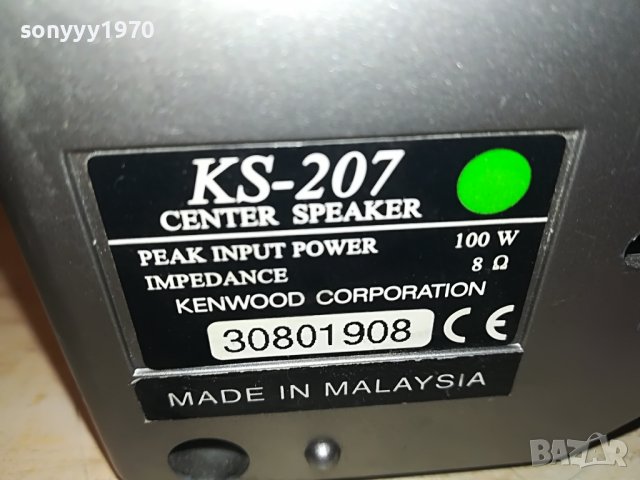 sonyyy1970
KS-207
CENTER SPEAKER
PEAK INPUT POWER 100 W
IMPEDANCE 8 Ω
KENWOOD CORPORATION
30801908 CE
MADE IN MALAYSIA
BAZAR